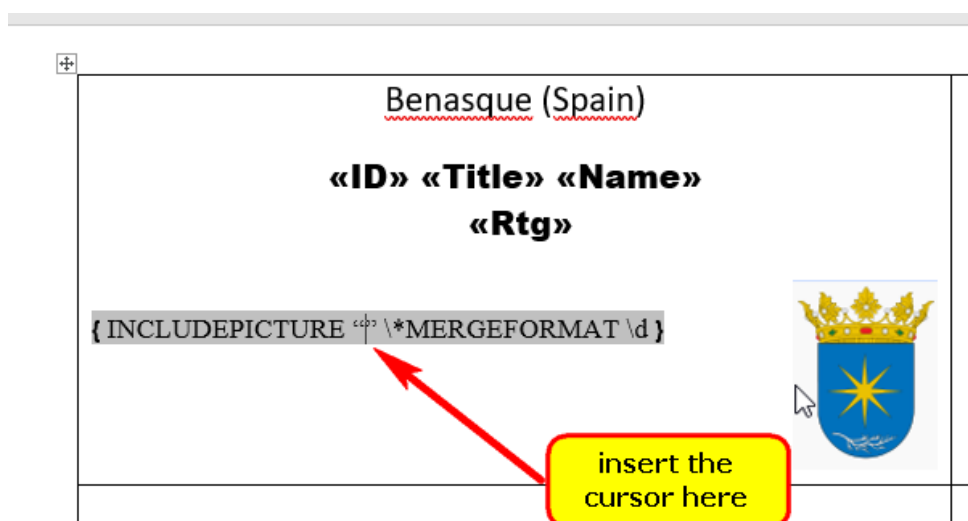 Benasque (Spain)
«ID» «Title» «Name»
«Rtg»
{ INCLUDEPICTURE “” \*MERGEFORMAT \d }
insert the
cursor here